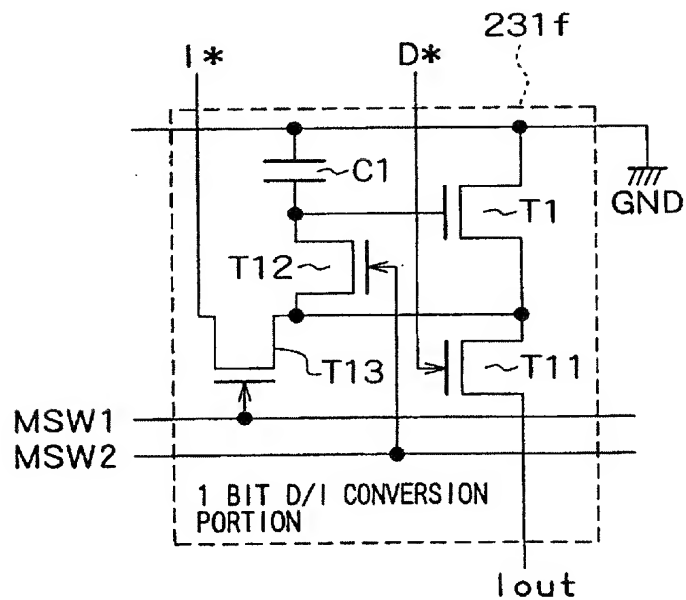 231f
I* D*
C1
T1
GND
T12
T13
T11
MSW1
MSW2
1 BIT D/I CONVERSION
PORTION
Iout